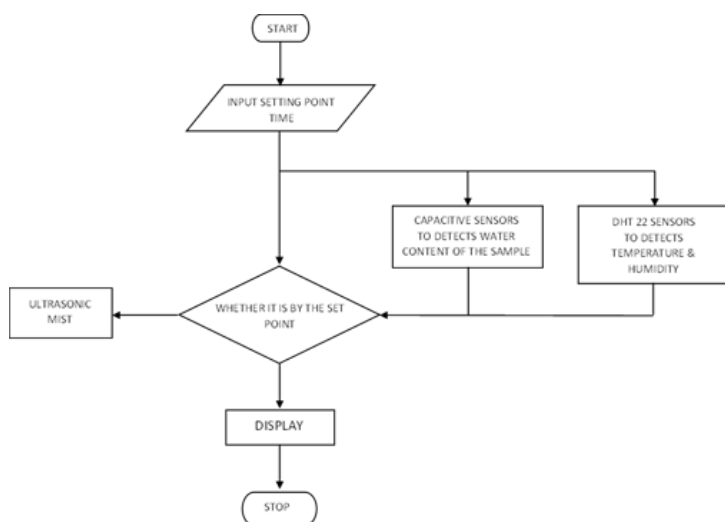 START
INPUT SETTING POINT
TIME
CAPACITIVE SENSORS
TO DETECTS WATER
CONTENT OF THE SAMPLE
DHT 22 SENSORS
TO DETECTS
TEMPERATURE &
HUMIDITY
ULTRASONIC
MIST
WHETHER IT IS BY THE SET
POINT
DISPLAY
STOP